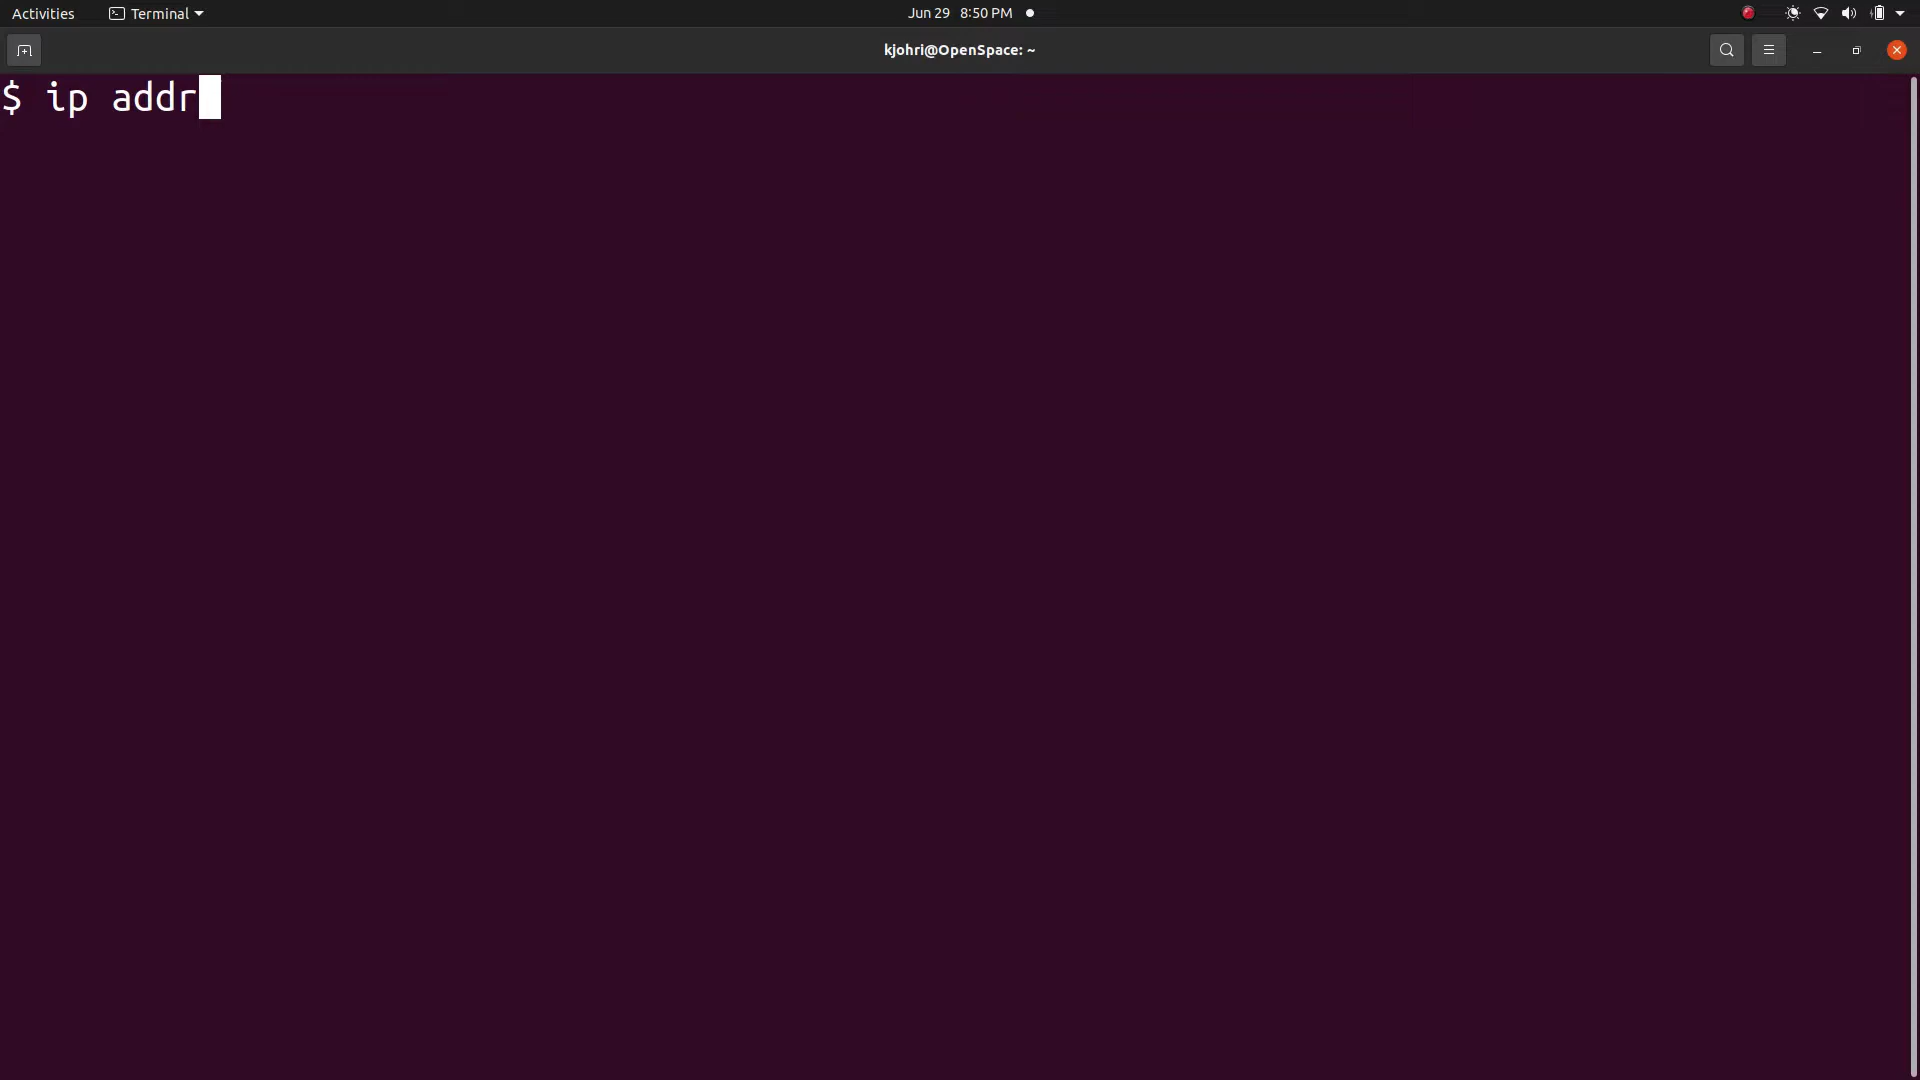 Activities Terminal Jun 29 8:50 PM
kjohri@OpenSpace: ~
$ ip addr